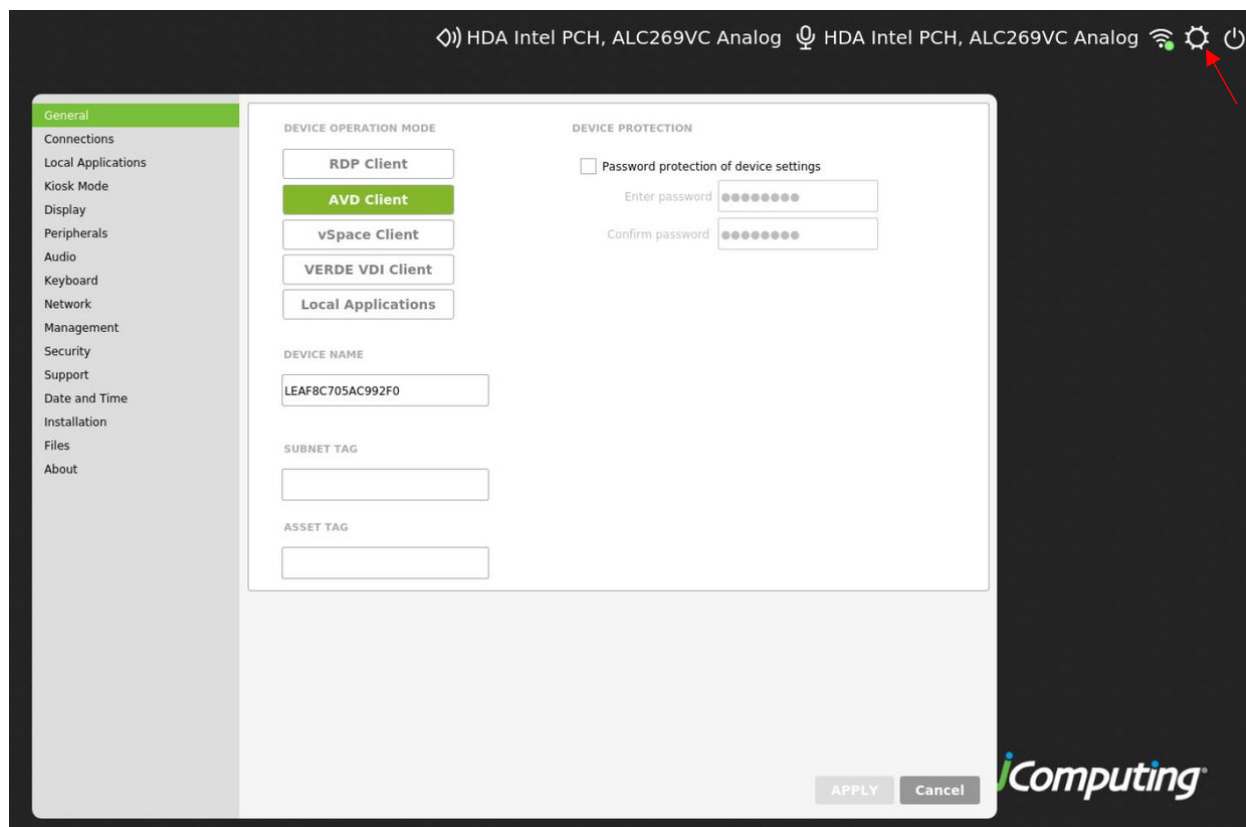 HDA Intel PCH, ALC269VC Analog HDA Intel PCH, ALC269VC Analog
General
Connections
Local Applications
Kiosk Mode
Display
Peripherals
Audio
Keyboard
Network
Management
Security
Support
Date and Time
Installation
Files
About
DEVICE OPERATION MODE
RDP Client
AVD Client
vSpace Client
VERDE VDI Client
Local Applications
DEVICE NAME
LEAF8C705AC992F0
SUBNET TAG
ASSET TAG
DEVICE PROTECTION
Password protection of device settings
Enter password ●●●●●●●●
Confirm password ●●●●●●●●
APPLY Cancel
jComputing